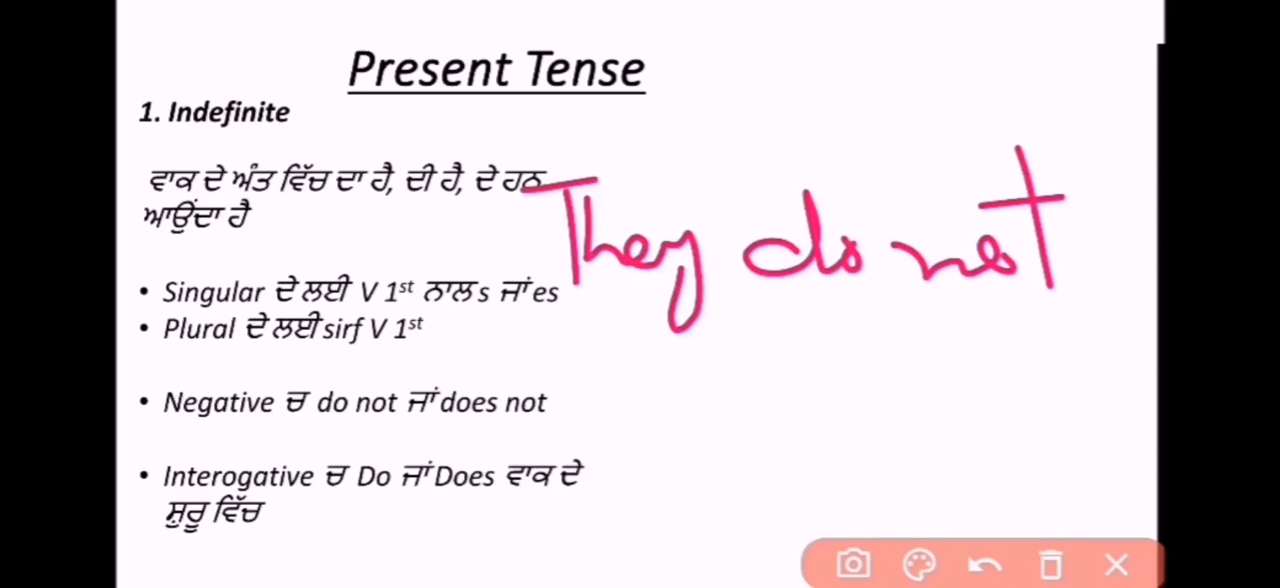 Present Tense
1. Indefinite
ਵਾਕ ਦੇ ਅੰਤ ਵਿੱਚ ਦਾ ਹੈ, ਦੀ ਹੈ, ਦੇ ਹਨ
ਆਉਂਦਾ ਹੈ
They do not
• Singular ਦੇ ਲਈ V 1st ਨਾਲ s ਜਾਂ es
• Plural ਦੇ ਲਈ sirf V 1st
• Negative ਚ do not ਜਾਂ does not
• Interogative ਚ Do ਜਾਂ Does ਵਾਕ ਦੇ
ਸ਼ੁਰੂ ਵਿੱਚ